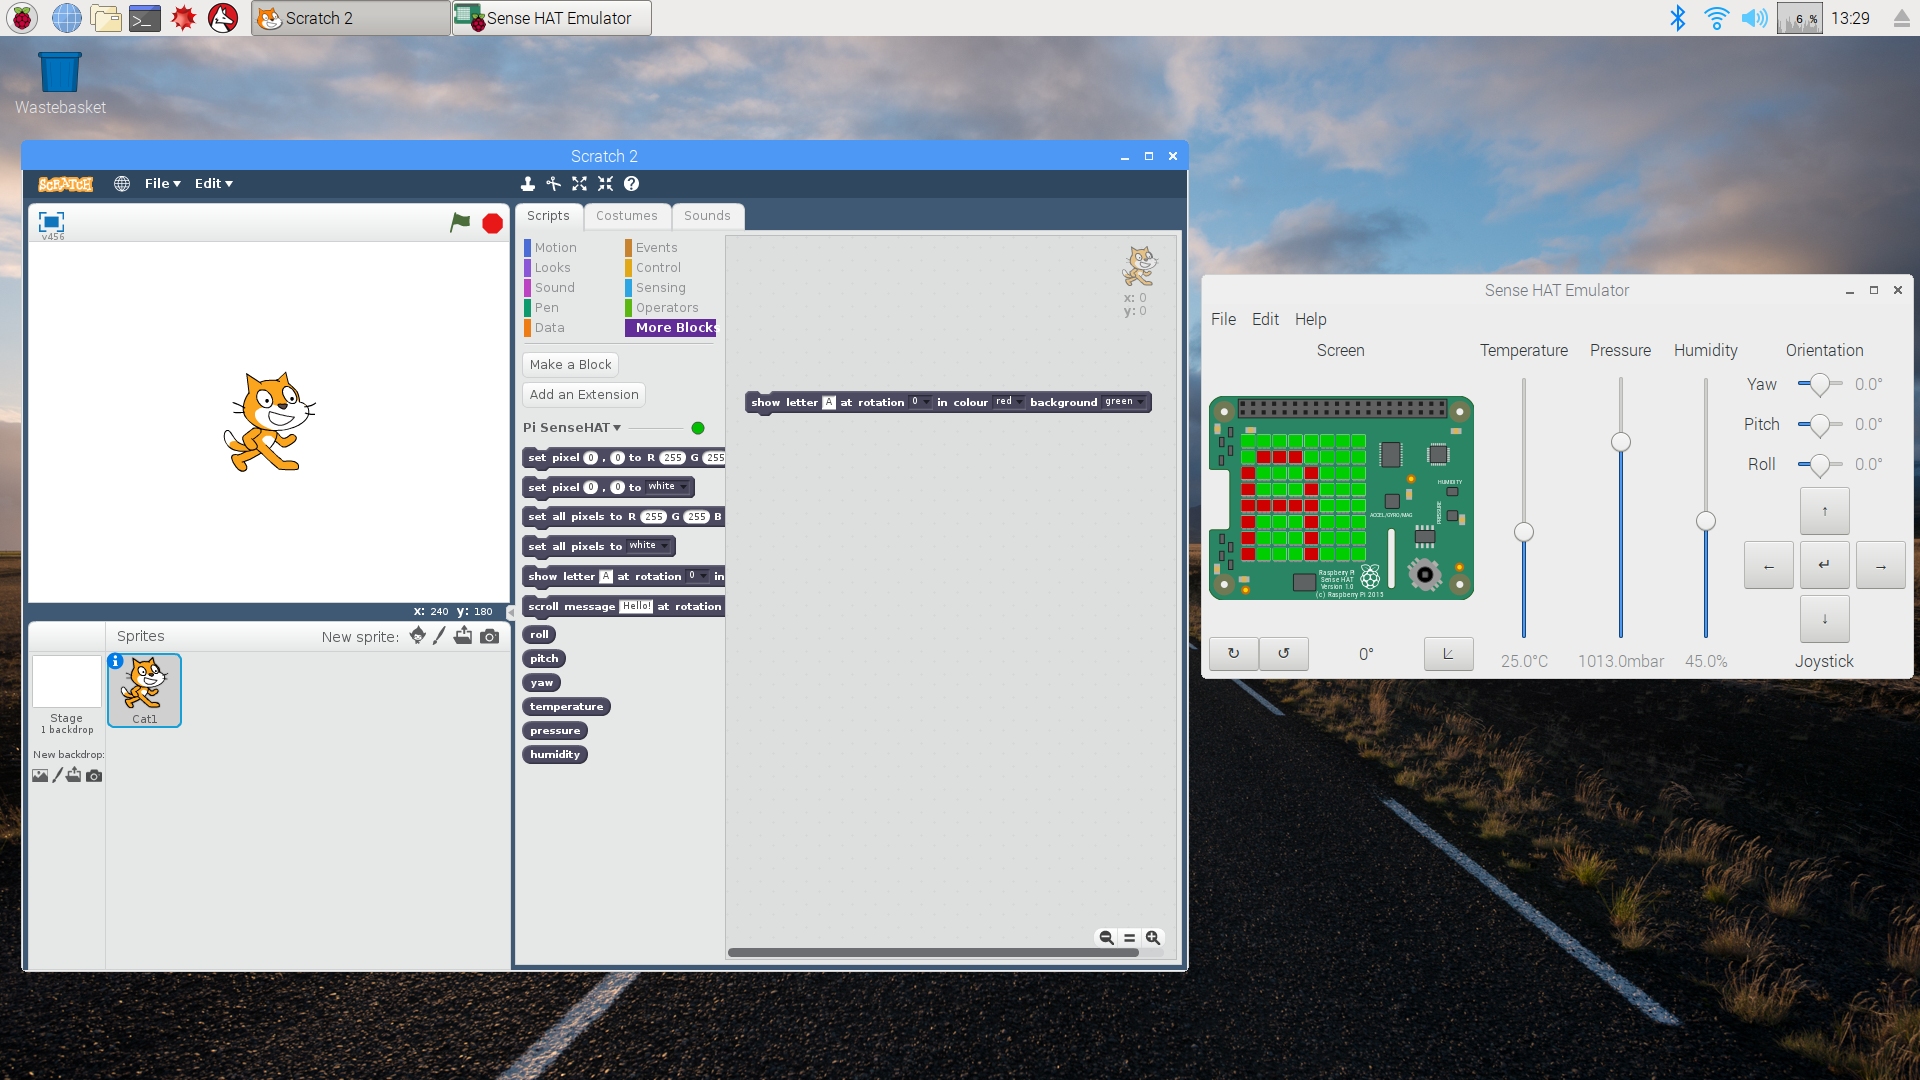 Scratch 2
Sense HAT Emulator
6 %
13:29
Wastebasket
Scratch 2
SCRATCH
File
Edit
v456
Scripts
Costumes
Sounds
Motion
Events
Looks
Control
Sound
Sensing
Pen
Operators
Data
More Blocks
Make a Block
Add an Extension
Pi SenseHAT
set pixel 0 , 0 to R 255 G 255
set pixel 0 , 0 to white
set all pixels to R 255 G 255 B
set all pixels to white
show letter A at rotation 0 in
scroll message Hello! at rotation
roll
pitch
yaw
temperature
pressure
humidity
x: 0
y: 0
show letter A at rotation 0 in colour red background green
x: 240 y: 180
Sprites
New sprite:
Stage
1 backdrop
New backdrop:
Cat1
Sense HAT Emulator
File Edit Help
Screen
Temperature
Pressure
Humidity
Orientation
Yaw
0.0°
Pitch
0.0°
Roll
0.0°
HUMIDITY
PRESSURE
ACCEL/GYRO/MAG
Raspberry Pi
Sense HAT
Version 1.0
(c) Raspberry Pi 2015
0°
25.0°C
1013.0mbar
45.0%
Joystick